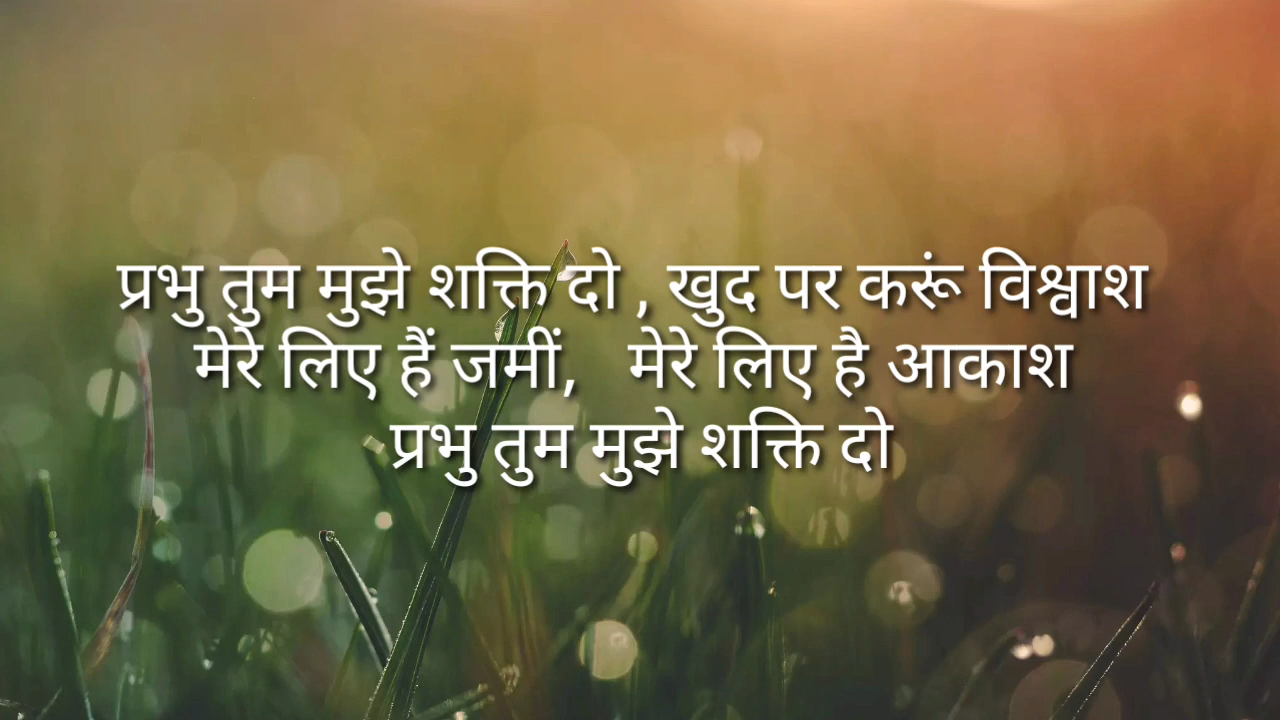 प्रभु तुम मुझे शक्ति दो , खुद पर करूं विश्वाश
मेरे लिए हैं जमीं, मेरे लिए है आकाश
प्रभु तुम मुझे शक्ति दो